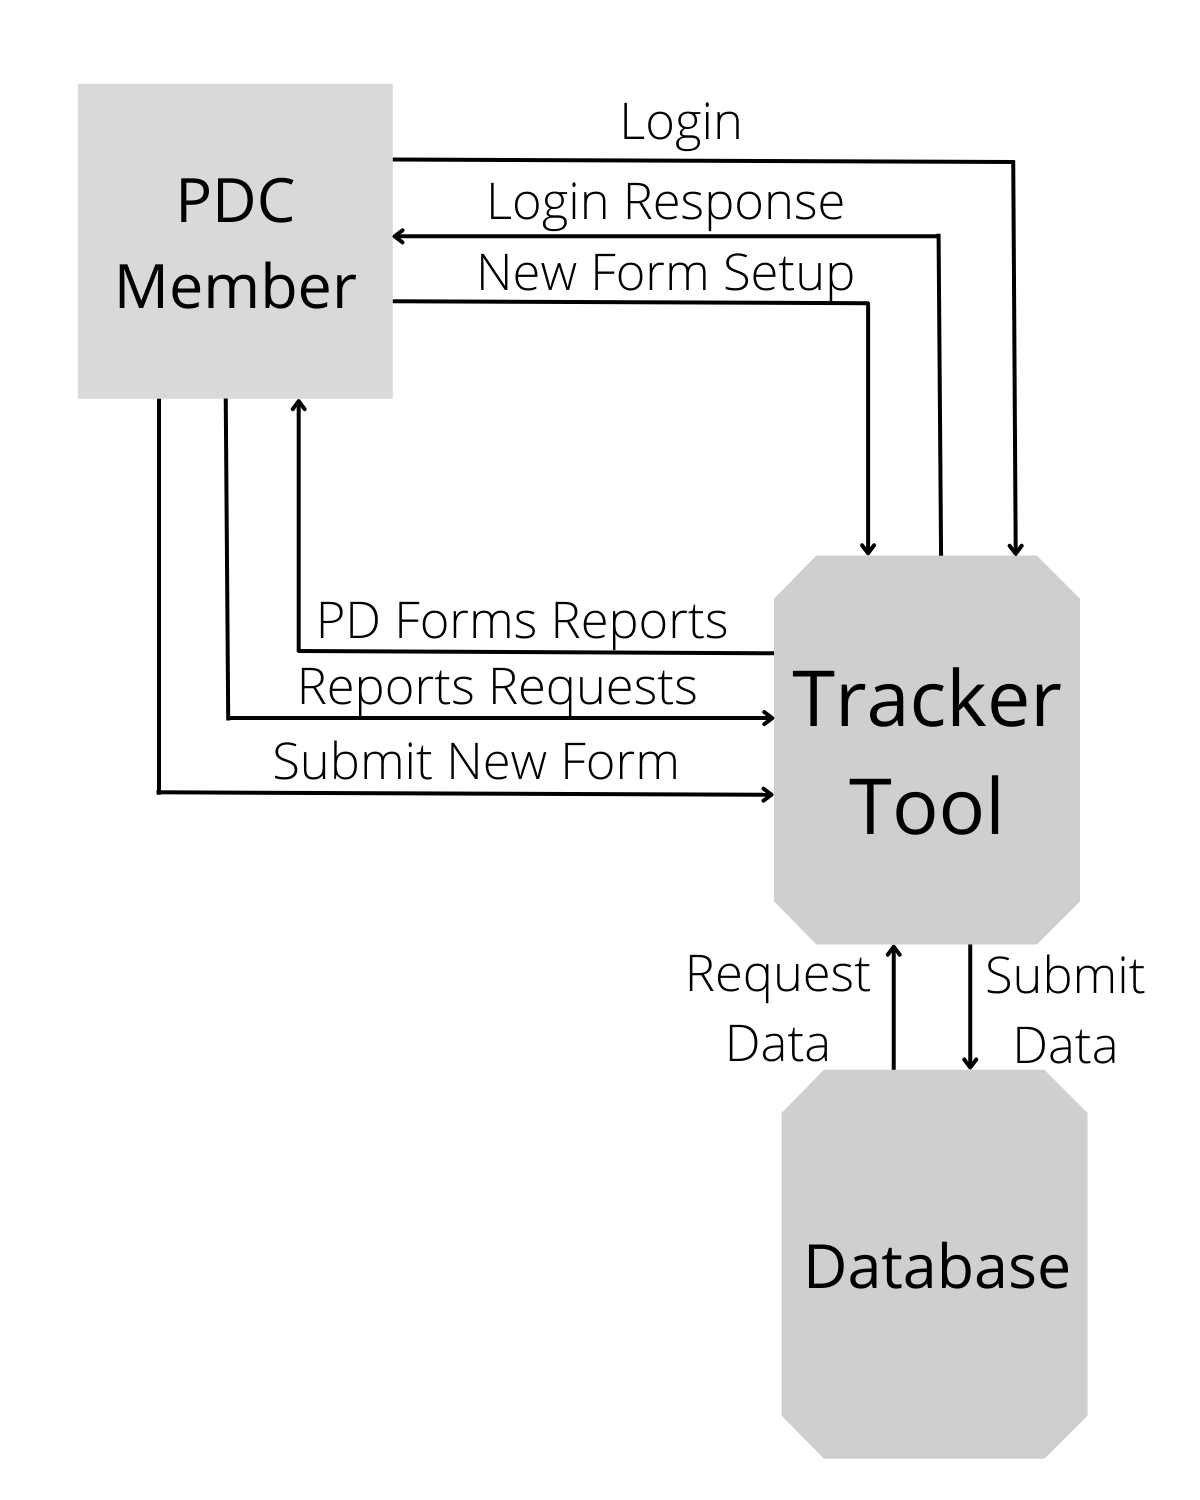 Login
PDC
Member
Login Response
New Form Setup
PD Forms Reports
Reports Requests
Submit New Form
Tracker
Tool
Request
Data
Submit
Data
Database